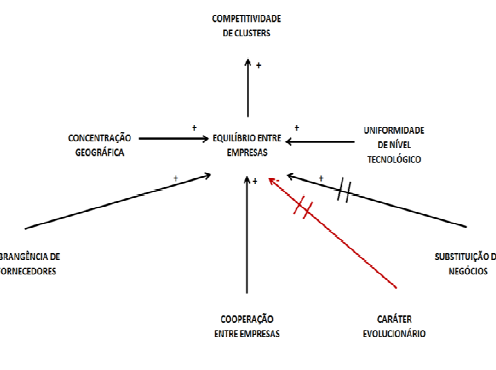 COMPETITIVIDADE
DE CLUSTERS
+
+
+
CONCENTRAÇÃO
GEOGRÁFICA
EQUILÍBRIO ENTRE
EMPRESAS
UNIFORMIDADE
DE NÍVEL
TECNOLÓGICO
+
+
-
+
BRANGÊNCIA DE
ORNECEDORES
SUBSTITUIÇÃO D
NEGÓCIOS
COOPERAÇÃO
ENTRE EMPRESAS
CARÁTER
EVOLUCIONÁRIO